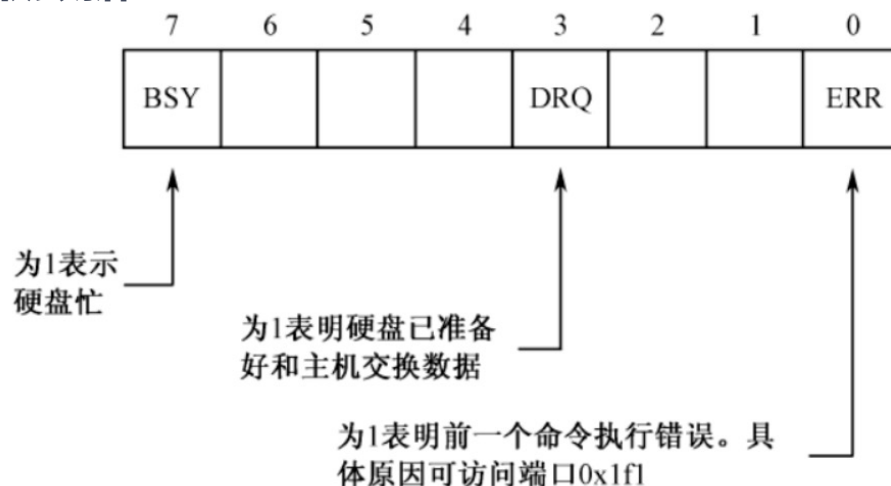 7 6 5 4 3 2 1 0
BSY DRQ ERR
为1表示
硬盘忙
为1表明硬盘已准备
好和主机交换数据
为1表明前一个命令执行错误。具
体原因可访问端口0x1f1